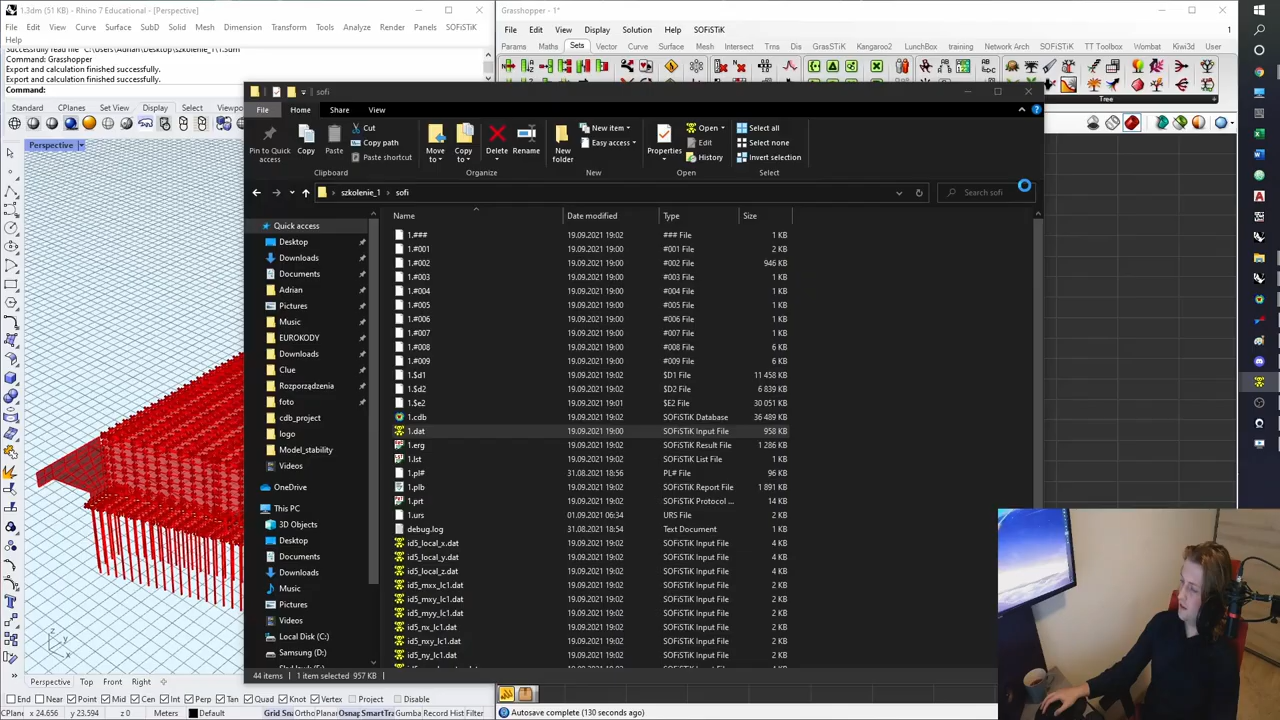 1.3dm (51 KB) - Rhino 7 Educational - [Perspective]
File Edit View Curve Surface SubD Solid Mesh Dimension Transform Tools Analyze Render Panels SOFiSTiK
Help
Command: Grasshopper
Export and calculation finished successfully.
Export and calculation finished successfully.
Command:
Standard CPlanes Set View Display Select Viewpo
Perspective
Grasshopper - 1*
File Edit View Display Solution Help SOFiSTiK
Params Maths Sets Vector Curve Surface Mesh Intersect Trns Dis GrasSTiK Kangaroo2 LunchBox training Network Arch SOFiSTiK TT Toolbox Wombat Kiwi3d User
Tree
sofi
File Home Share View
Pin to Quick access
Copy
Paste
Cut
Copy path
Paste shortcut
Clipboard
Move to
Copy to
Delete
Rename
Organize
New folder
New item
Easy access
New
Properties
Open
Edit
History
Open
Select all
Select none
Invert selection
Select
szkolenie_1 > sofi
Search sofi
Name Date modified Type Size
Quick access
Desktop
Downloads
Documents
Adrian
Pictures
Music
EUROKODY
Downloads
Clue
Rozporządzenia
foto
cdb_project
logo
Model_stability
Videos
OneDrive
This PC
3D Objects
Desktop
Documents
Downloads
Music
Pictures
Videos
Local Disk (C:)
Samsung (D:)
1.### 19.09.2021 19:02 ### File 1 KB
1.#001 19.09.2021 19:00 #001 File 2 KB
1.#002 19.09.2021 19:00 #002 File 946 KB
1.#003 19.09.2021 19:00 #003 File 1 KB
1.#004 19.09.2021 19:00 #004 File 1 KB
1.#005 19.09.2021 19:00 #005 File 1 KB
1.#006 19.09.2021 19:00 #006 File 1 KB
1.#007 19.09.2021 19:00 #007 File 1 KB
1.#008 19.09.2021 19:00 #008 File 6 KB
1.#009 19.09.2021 19:00 #009 File 6 KB
1.$d1 19.09.2021 19:02 $D1 File 11 458 KB
1.$d2 19.09.2021 19:02 $D2 File 6 839 KB
1.$e2 19.09.2021 19:01 $E2 File 30 051 KB
1.cdb 19.09.2021 19:02 SOFiSTiK Database 36 489 KB
1.dat 19.09.2021 19:00 SOFiSTiK Input File 958 KB
1.erg 19.09.2021 19:02 SOFiSTiK Result File 1 286 KB
1.lst 19.09.2021 19:02 SOFiSTiK List File 1 KB
1.pl# 31.08.2021 18:56 PL# File 96 KB
1.plb 19.09.2021 19:02 SOFiSTiK Report File 1 891 KB
1.prt 19.09.2021 19:02 SOFiSTiK Protocol ... 14 KB
1.urs 01.09.2021 06:34 URS File 2 KB
debug.log 31.08.2021 18:54 Text Document 1 KB
id5_local_x.dat 19.09.2021 19:02 SOFiSTiK Input File 4 KB
id5_local_y.dat 19.09.2021 19:02 SOFiSTiK Input File 4 KB
id5_local_z.dat 19.09.2021 19:02 SOFiSTiK Input File 4 KB
id5_mxx_lc1.dat 19.09.2021 19:02 SOFiSTiK Input File 2 KB
id5_mxy_lc1.dat 19.09.2021 19:02 SOFiSTiK Input File 2 KB
id5_myy_lc1.dat 19.09.2021 19:02 SOFiSTiK Input File 2 KB
id5_nx_lc1.dat 19.09.2021 19:02 SOFiSTiK Input File 2 KB
id5_nxy_lc1.dat 19.09.2021 19:02 SOFiSTiK Input File 2 KB
id5_ny_lc1.dat 19.09.2021 19:02 SOFiSTiK Input File 2 KB
44 items 1 item selected 957 KB
z y x
Perspective Top Front Right
End Near Point Mid Cen Int Perp Tan Quad Knot Vertex Project Disable
CPlane x 24.656 y 23.594 z 0 Meters Default Grid Sn Ortho Planar Osnap SmartTra Gumba Record Hist Filter
Autosave complete (130 seconds ago)